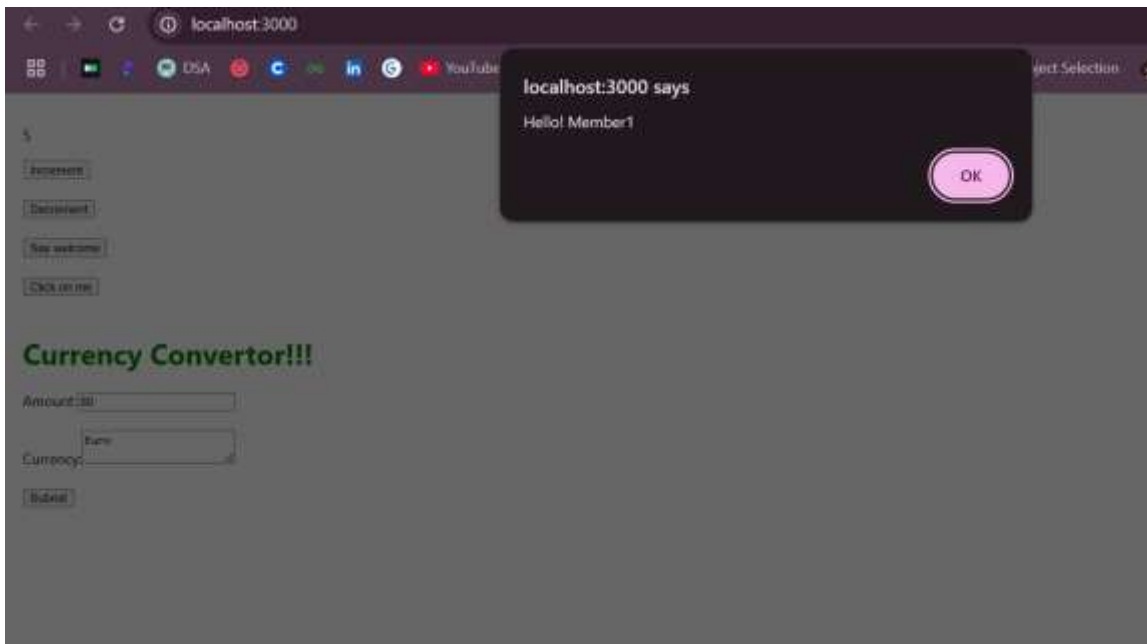 localhost:3000
DSA
in
YouTube
ject Selection
localhost:3000 says
Hello! Member1
OK
5
Increment
Decrement
Say welcome
Click on me
Currency Convertor!!!
Amount:
Currency:
Euro
Submit